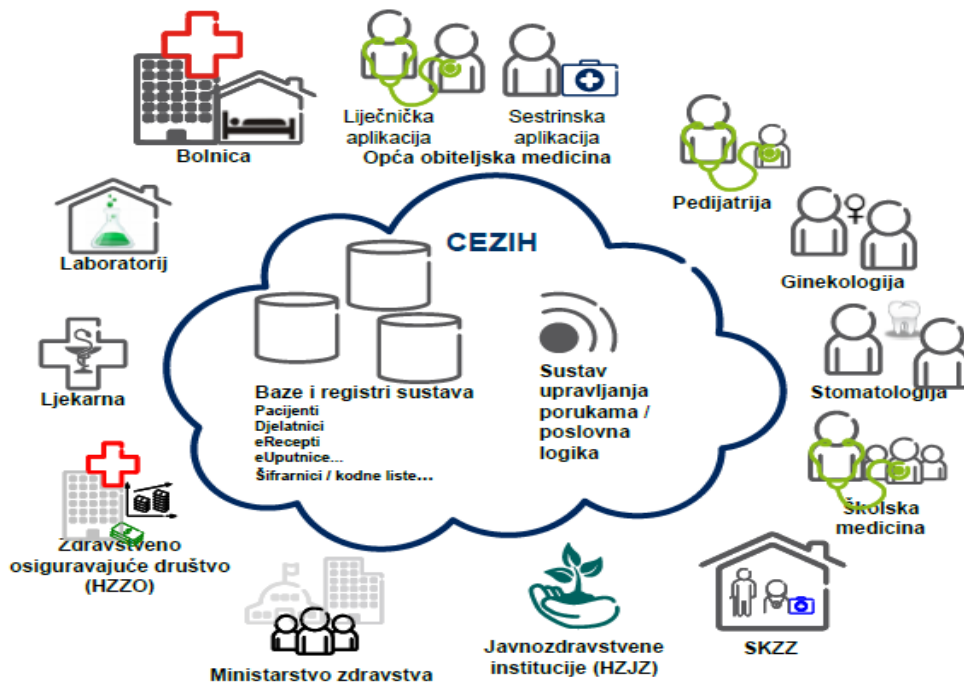 Bolnica
Liječnička
aplikacija
Sestrinska
aplikacija
Opća obiteljska medicina
Pedijatrija
Ginekologija
Stomatologija
Školska
medicina
SKZZ
Javnozdravstvene
institucije (HZJZ)
Ministarstvo zdravstva
Zdravstveno
osiguravajuće društvo
(HZZO)
Ljekarna
Laboratorij
CEZIH
Baze i registri sustava
Pacijenti
Djelatnici
eRecepti
eUputnice...
Šifrarnici / kodne liste...
Sustav
upravljanja
porukama /
poslovna
logika